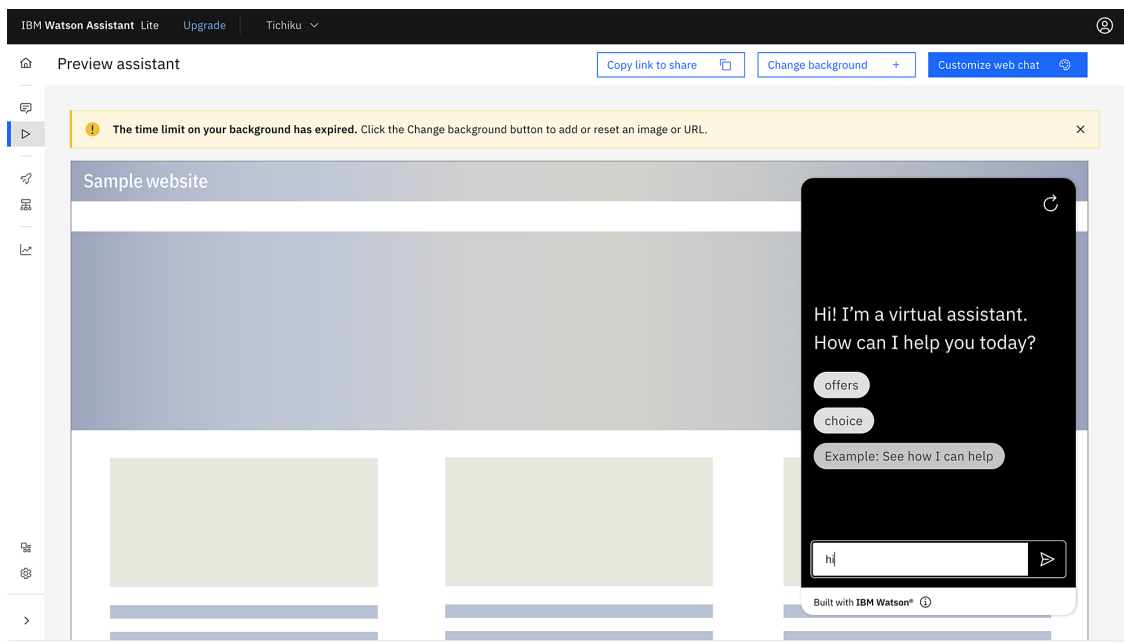 IBM Watson Assistant Lite Upgrade Tichiku
Preview assistant
Copy link to share
Change background +
Customize web chat
The time limit on your background has expired. Click the Change background button to add or reset an image or URL.
Sample website
Hi! I’m a virtual assistant.
How can I help you today?
offers
choice
Example: See how I can help
hi
Built with IBM Watson®